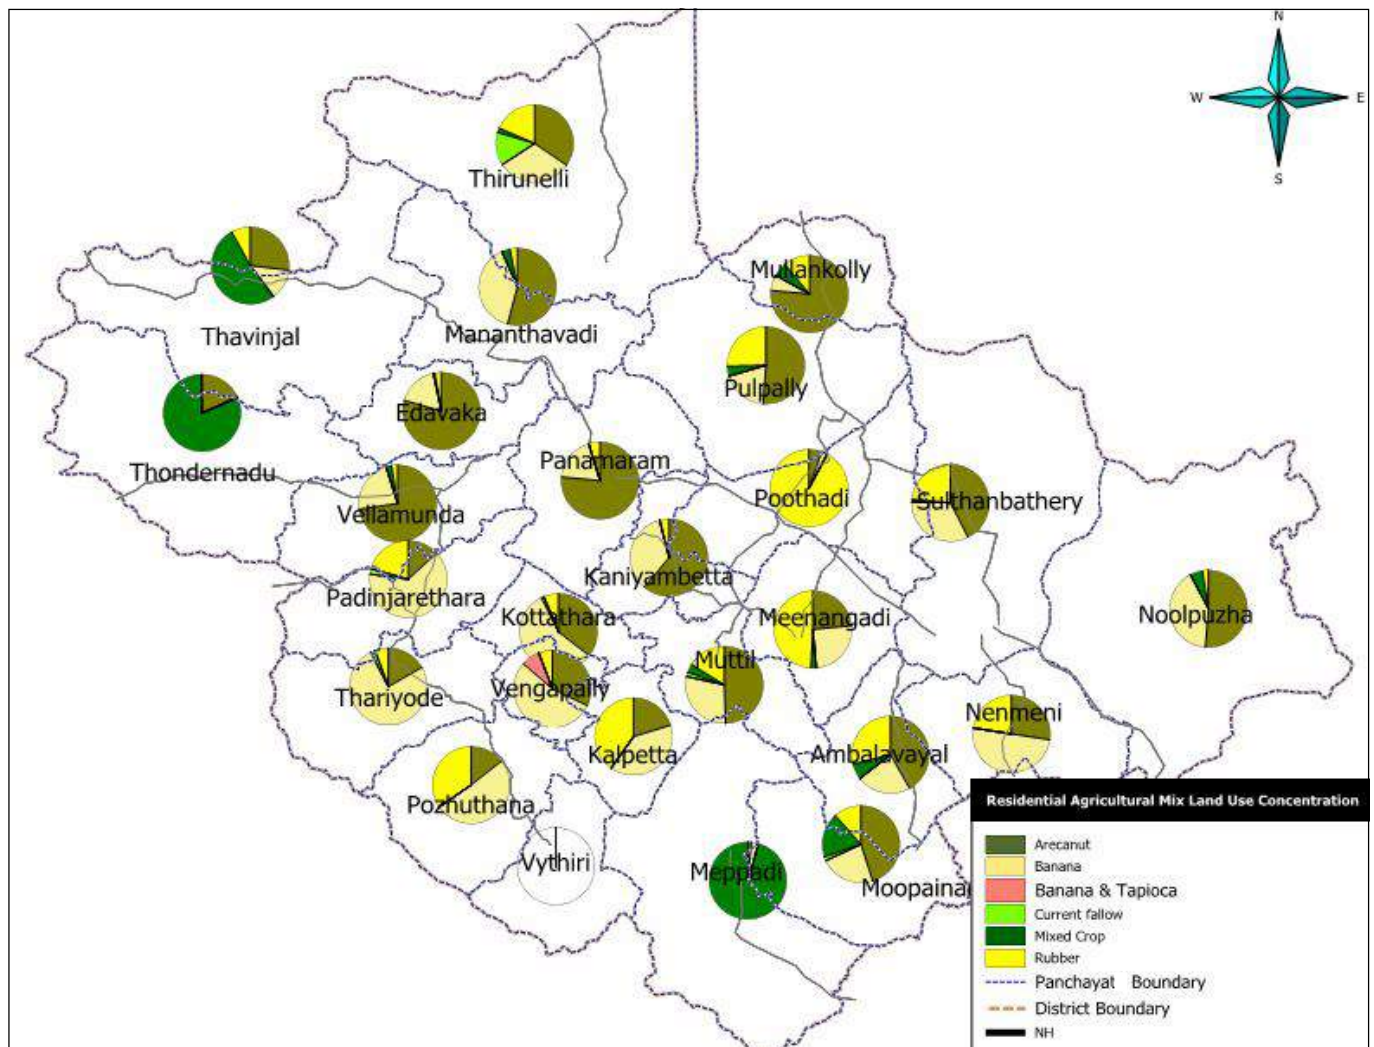 N
W E
S
Thirunelli
Mullankolly
Thavinjal
Mananthavadi
Pulpally
Edavaka
Thondernadu
Panamaram
Poothadi
Sulthanbathery
Vellamunda
Kaniyambetta
Padinjarethara
Kottathara
Meenangadi
Noolpuzha
Muttil
Vengapally
Thariyode
Nenmeni
Kalpetta
Ambalavayal
Pozhuthana
Vythiri
Meppadi
Moopaina
Residential Agricultural Mix Land Use Concentration
Arecanut
Banana
Banana & Tapioca
Current fallow
Mixed Crop
Rubber
Panchayat Boundary
District Boundary
NH